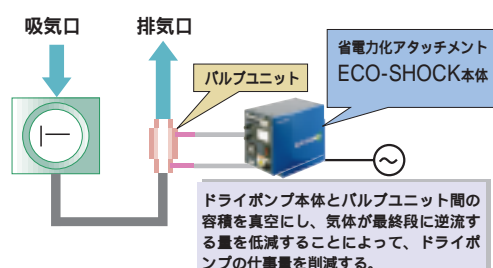 吸気口
排気口
バルブユニット
省電力化アタッチメント
ECO-SHOCK本体
ドライポンプ本体とバルブユニット間の
容積を真空にし、気体が最終段に逆流す
る量を低減することによって、ドライポ
ンプの仕事量を削減する。